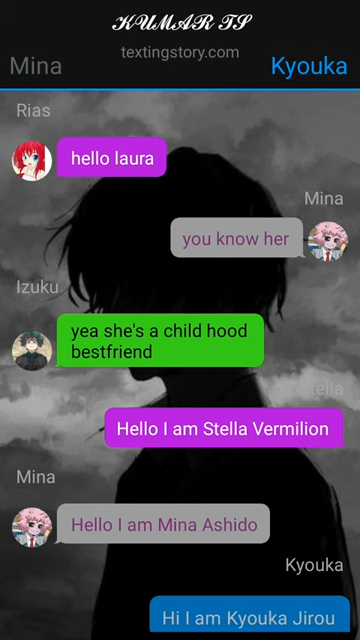 KUMAR TS
textingstory.com
Mina
Kyouka
Rias
hello laura
Mina
you know her
Izuku
yea she's a child hood
bestfriend
Stella
Hello I am Stella Vermilion
Mina
Hello I am Mina Ashido
Kyouka
Hi I am Kyouka Jirou